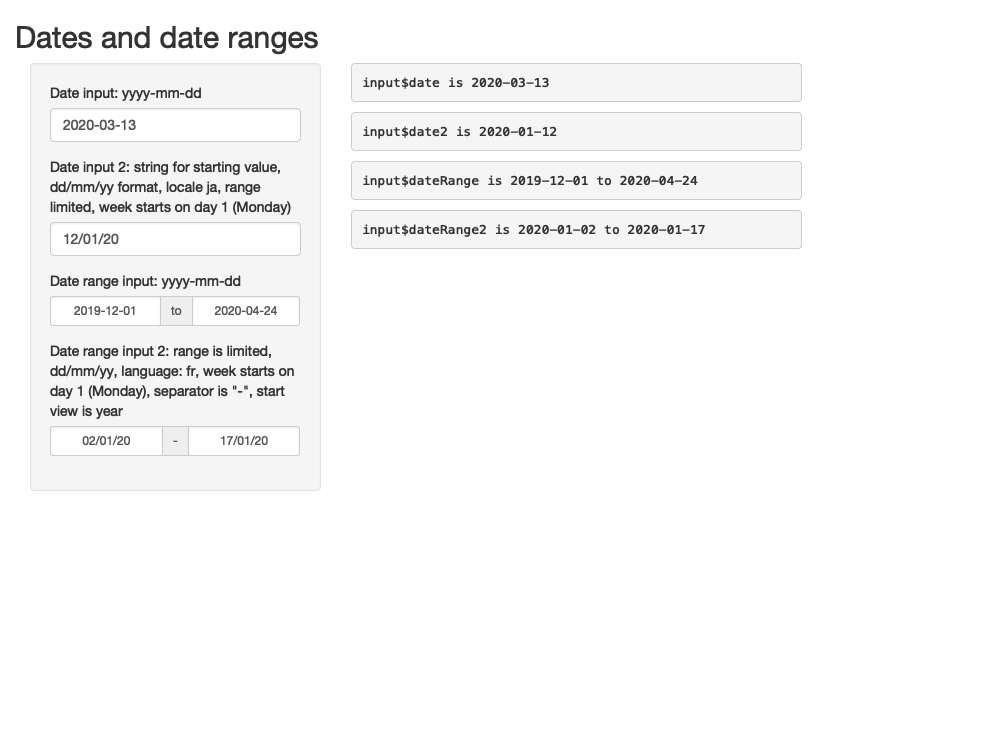 Dates and date ranges
Date input: yyyy-mm-dd
2020-03-13
Date input 2: string for starting value,
dd/mm/yy format, locale ja, range
limited, week starts on day 1 (Monday)
12/01/20
Date range input: yyyy-mm-dd
2019-12-01 to 2020-04-24
Date range input 2: range is limited,
dd/mm/yy, language: fr, week starts on
day 1 (Monday), separator is "-", start
view is year
02/01/20 - 17/01/20
input$date is 2020-03-13
input$date2 is 2020-01-12
input$dateRange is 2019-12-01 to 2020-04-24
input$dateRange2 is 2020-01-02 to 2020-01-17